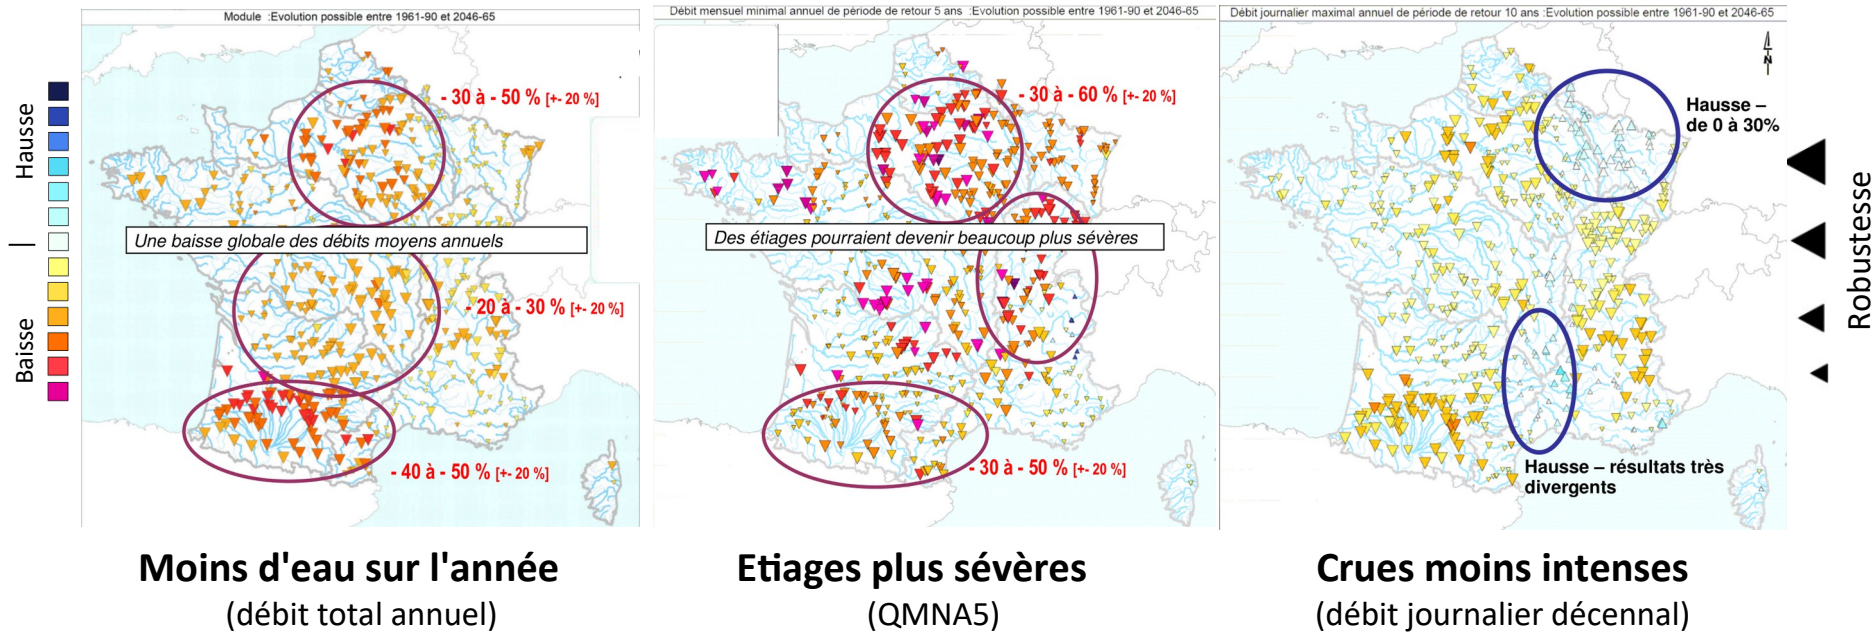 Module :Evolution possible entre 1961-90 et 2046-65
Débit mensuel minimal annuel de période de retour 5 ans :Evolution possible entre 1961-90 et 2046-65
Débit journalier maximal annuel de période de retour 10 ans :Evolution possible entre 1961-90 et 2046-65
Hausse
|
Baisse
- 30 à - 50 % [+- 20 %]
Une baisse globale des débits moyens annuels
- 20 à - 30 % [+- 20 %]
- 40 à - 50 % [+- 20 %]
- 30 à - 60 % [+- 20 %]
Des étiages pourraient devenir beaucoup plus sévères
- 30 à - 50 % [+- 20 %]
N
Hausse –
de 0 à 30%
Hausse – résultats très
divergents
Robustesse
Moins d'eau sur l'année
(débit total annuel)
Etiages plus sévères
(QMNA5)
Crues moins intenses
(débit journalier décennal)